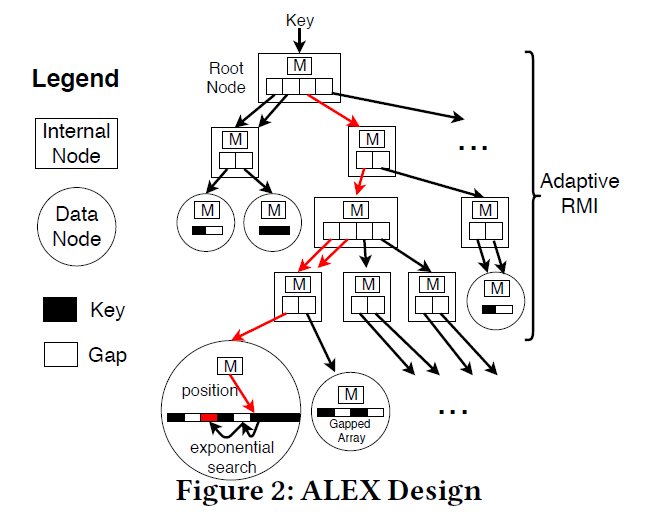 Key
Legend
Root
Node
M
Internal
Node
M
M
...
Data
Node
M
M
M
M
Adaptive
RMI
Key
M
M
M
M
Gap
M
position
M
Gapped
Array
...
exponential
search
Figure 2: ALEX Design